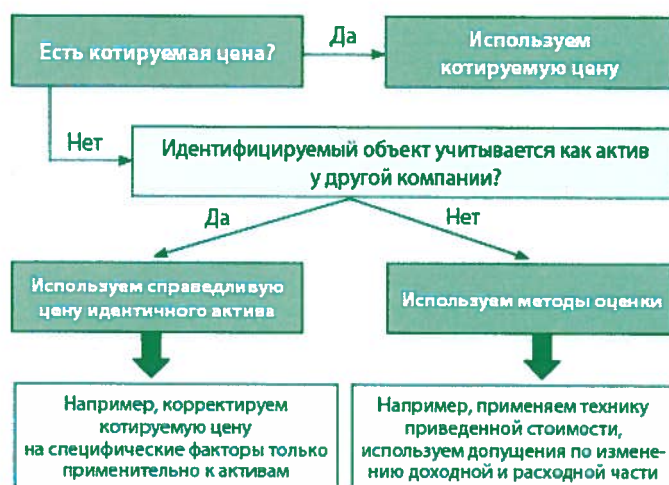 Есть котируемая цена?
Да
Используем
котируемую цену
Нет
Идентифицируемый объект учитывается как актив
у другой компании?
Да
Нет
Используем справедливую
цену идентичного актива
Используем методы оценки
Например, корректируем
котируемую цену
на специфические факторы только
применительно к активам
Например, применяем технику
приведенной стоимости,
используем допущения по измене-
нию доходной и расходной части